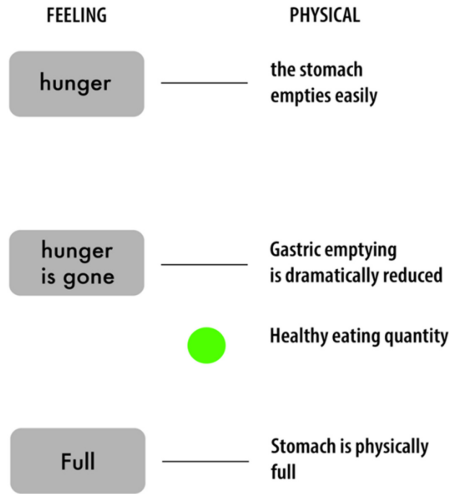 FEELING PHYSICAL
hunger
the stomach
empties easily
hunger
is gone
Gastric emptying
is dramatically reduced
Healthy eating quantity
Full
Stomach is physically
full